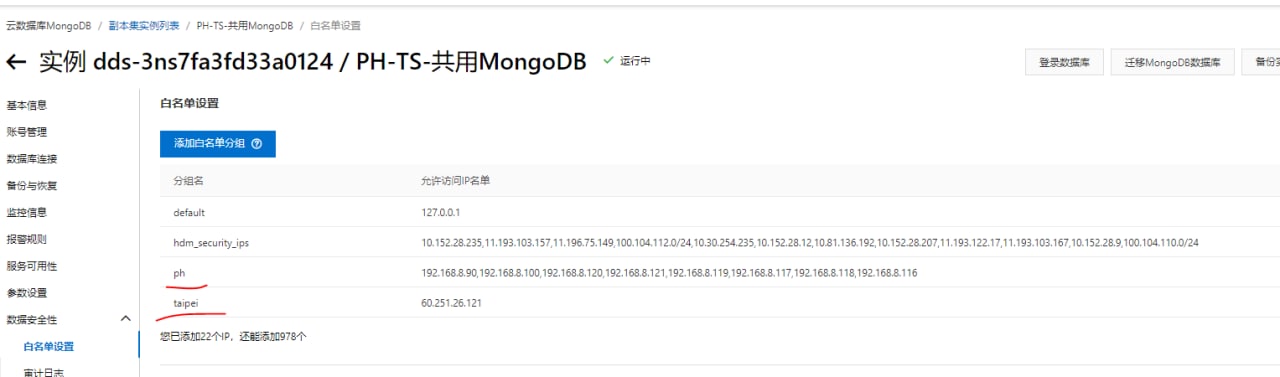 云数据库MongoDB / 副本集实例列表 / PH-TS-共用MongoDB / 白名单设置
← 实例 dds-3ns7fa3fd33a0124 / PH-TS-共用MongoDB ✓ 运行中
登录数据库 迁移MongoDB数据库 备份实
基本信息
账号管理
数据库连接
备份与恢复
监控信息
报警规则
服务可用性
参数设置
数据安全性
白名单设置
审计日志
白名单设置
添加白名单分组
分组名 允许访问IP名单
default 127.0.0.1
hdm_security_ips 10.152.28.235,11.193.103.157,11.196.75.149,100.104.112.0/24,10.30.254.235,10.152.28.12,10.81.136.192,10.152.28.207,11.193.122.17,11.193.103.167,10.152.28.9,100.104.110.0/24
ph 192.168.8.90,192.168.8.100,192.168.8.120,192.168.8.121,192.168.8.119,192.168.8.117,192.168.8.118,192.168.8.116
taipei 60.251.26.121
您已添加22个IP，还能添加978个